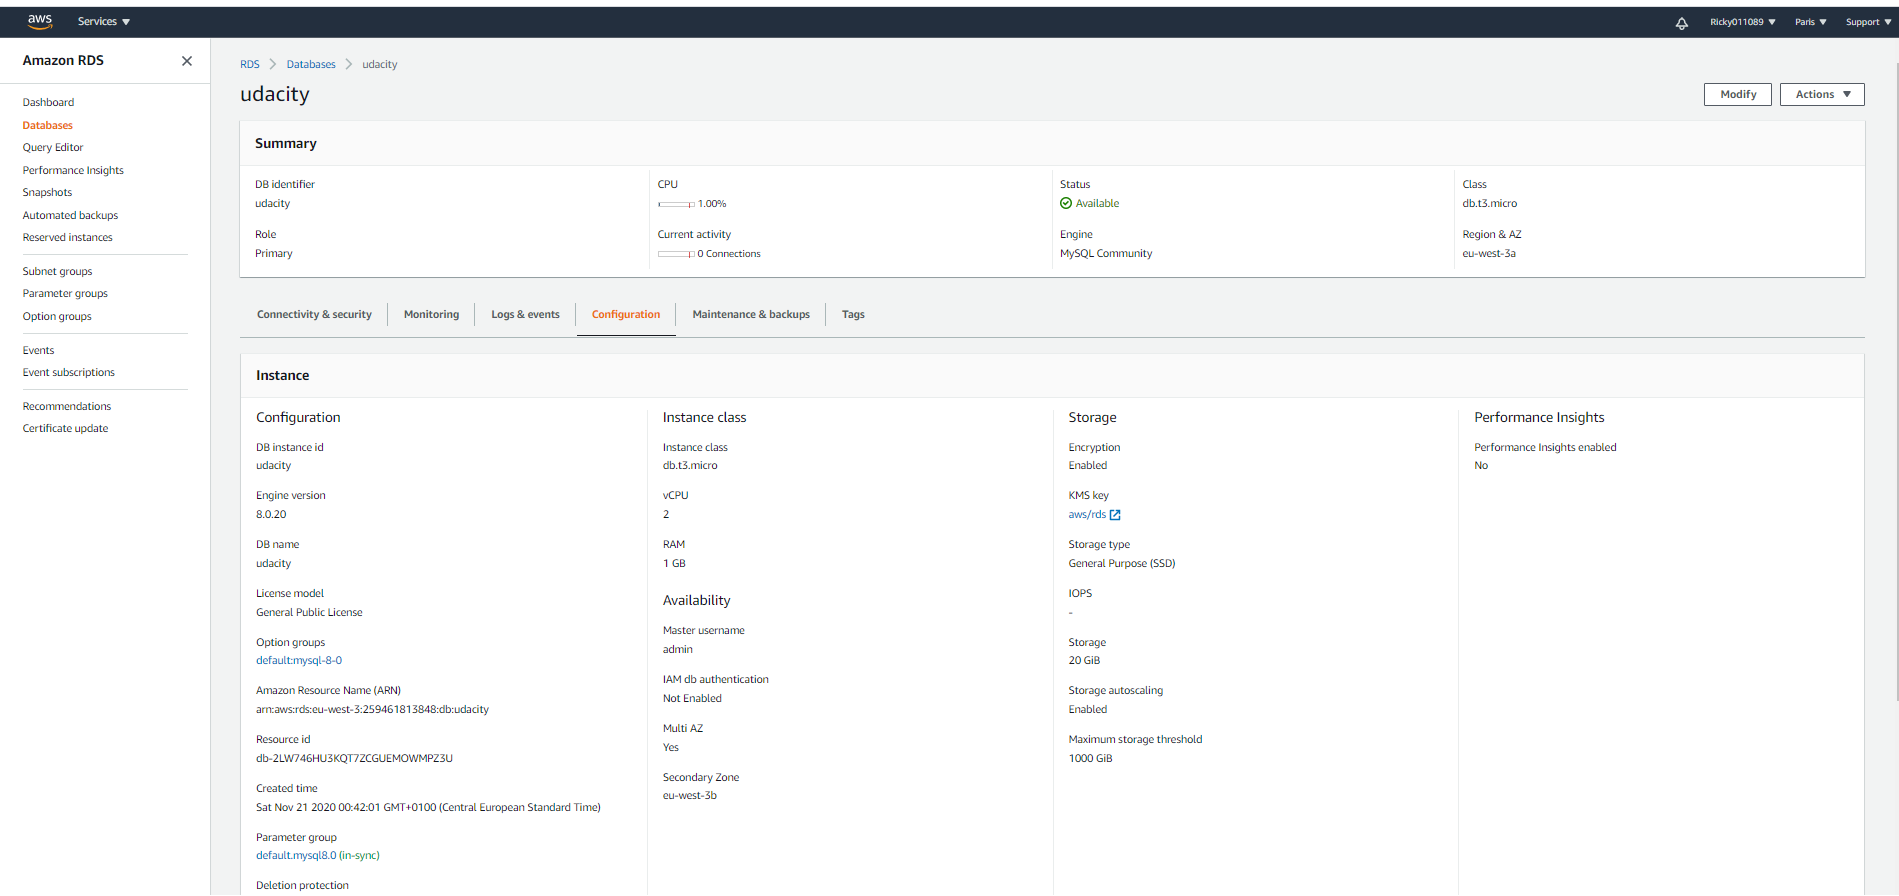 aws Services
Ricky011089 Paris Support
Amazon RDS
Dashboard
Databases
Query Editor
Performance Insights
Snapshots
Automated backups
Reserved instances
Subnet groups
Parameter groups
Option groups
Events
Event subscriptions
Recommendations
Certificate update
RDS Databases udacity
udacity
Modify Actions
Summary
DB identifier
udacity
Role
Primary
CPU
1.00%
Current activity
0 Connections
Status
Available
Engine
MySQL Community
Class
db.t3.micro
Region & AZ
eu-west-3a
Connectivity & security Monitoring Logs & events Configuration Maintenance & backups Tags
Instance
Configuration
DB instance id
udacity
Engine version
8.0.20
DB name
udacity
License model
General Public License
Option groups
default:mysql-8-0
Amazon Resource Name (ARN)
arn:aws:rds:eu-west-3:259461813848:db:udacity
Resource id
db-2LW746HU3KQT7ZCGUEMOWMPZ3U
Created time
Sat Nov 21 2020 00:42:01 GMT+0100 (Central European Standard Time)
Parameter group
default.mysql8.0 (in-sync)
Deletion protection
Instance class
Instance class
db.t3.micro
vCPU
2
RAM
1 GB
Availability
Master username
admin
IAM db authentication
Not Enabled
Multi AZ
Yes
Secondary Zone
eu-west-3b
Storage
Encryption
Enabled
KMS key
aws/rds
Storage type
General Purpose (SSD)
IOPS
-
Storage
20 GiB
Storage autoscaling
Enabled
Maximum storage threshold
1000 GiB
Performance Insights
Performance Insights enabled
No